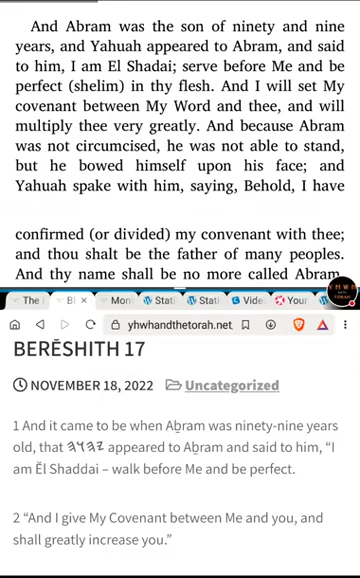 And Abram was the son of ninety and nine
years, and Yahuah appeared to Abram, and said
to him, I am El Shadai; serve before Me and be
perfect (shelim) in thy flesh. And I will set My
covenant between My Word and thee, and will
multiply thee very greatly. And because Abram
was not circumcised, he was not able to stand,
but he bowed himself upon his face; and
Yahuah spake with him, saying, Behold, I have
confirmed (or divided) my convenant with thee;
and thou shalt be the father of many peoples.
And thy name shall be no more called Abram
The Bl Mon Stati Stati Vide Your
yhwhandthetorah.net
YHWH TORAH
BERĒSHITH 17
NOVEMBER 18, 2022 Uncategorized
1 And it came to be when Aḇram was ninety-nine years
old, that 𐤉𐤄𐤅𐤄 appeared to Aḇram and said to him, “I
am Ěl Shaddai – walk before Me and be perfect.
2 “And I give My Covenant between Me and you, and
shall greatly increase you.”